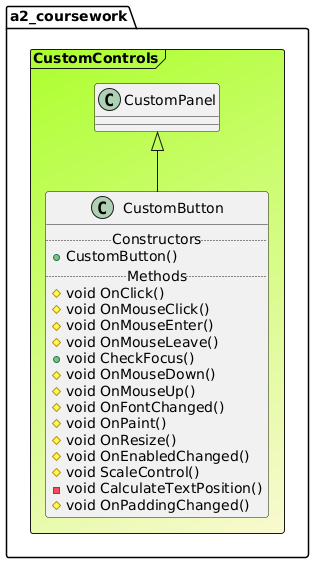 a2_coursework
CustomControls
C CustomPanel
C CustomButton
Constructors
CustomButton()
Methods
void OnClick()
void OnMouseClick()
void OnMouseEnter()
void OnMouseLeave()
void CheckFocus()
void OnMouseDown()
void OnMouseUp()
void OnFontChanged()
void OnPaint()
void OnResize()
void OnEnabledChanged()
void ScaleControl()
void CalculateTextPosition()
void OnPaddingChanged()